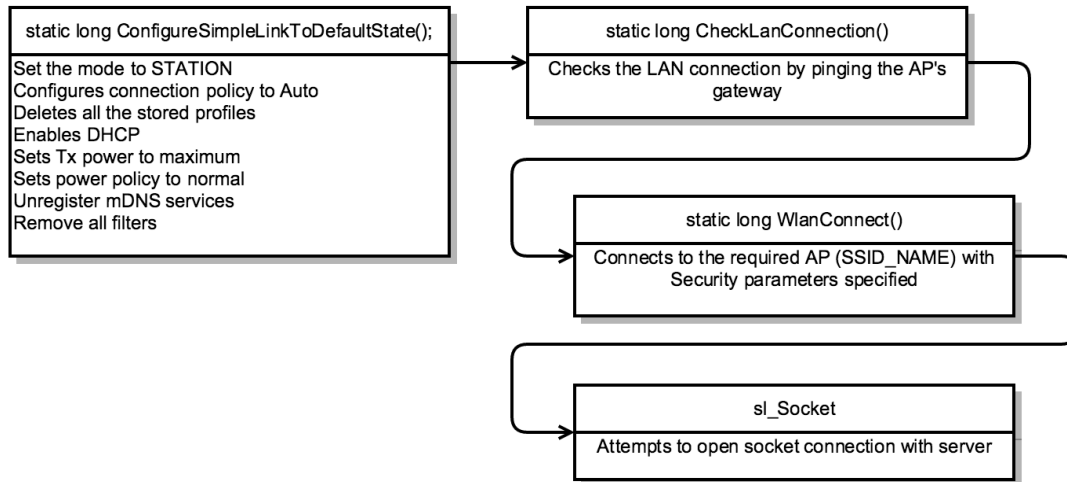 static long ConfigureSimpleLinkToDefaultState();
Set the mode to STATION
Configures connection policy to Auto
Deletes all the stored profiles
Enables DHCP
Sets Tx power to maximum
Sets power policy to normal
Unregister mDNS services
Remove all filters
static long CheckLanConnection()
Checks the LAN connection by pinging the AP's
gateway
static long WlanConnect()
Connects to the required AP (SSID_NAME) with
Security parameters specified
sl_Socket
Attempts to open socket connection with server